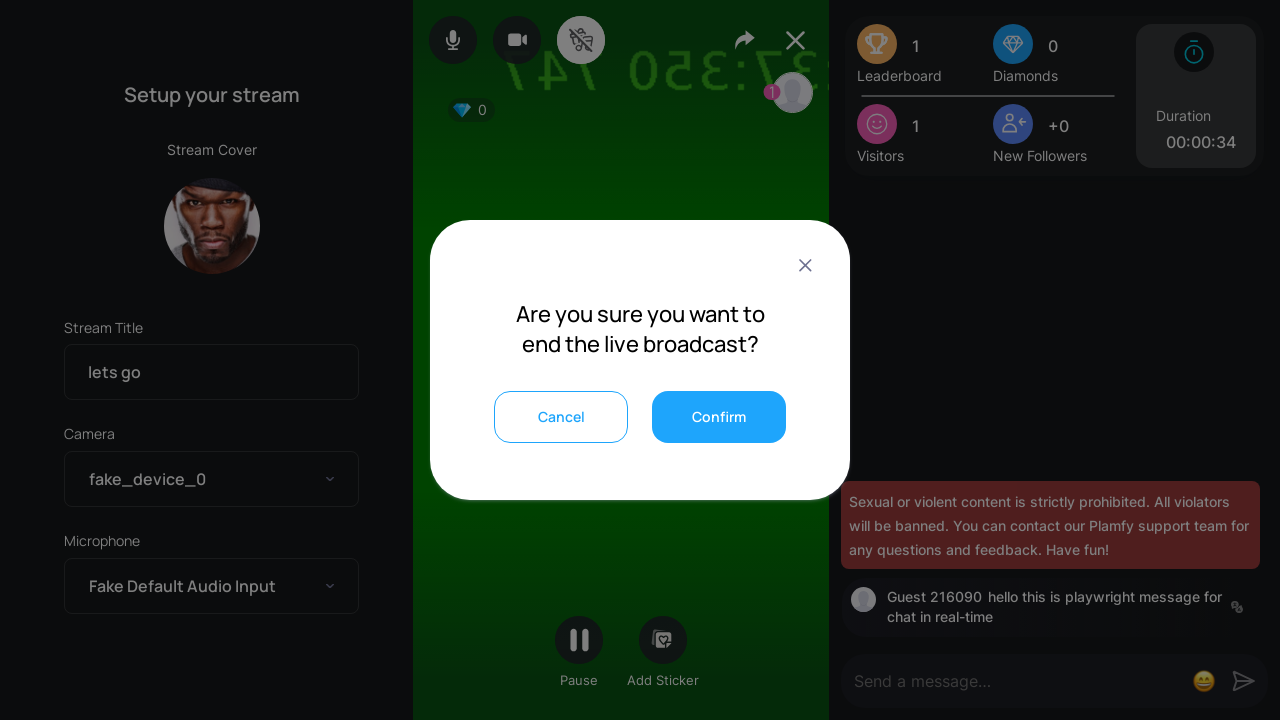 Setup your stream
Stream Cover
Stream Title
lets go
Camera
fake_device_0
Microphone
Fake Default Audio Input
0
1
Are you sure you want to
end the live broadcast?
Cancel
Confirm
Pause
Add Sticker
1
Leaderboard
0
Diamonds
1
Visitors
+0
New Followers
Duration
00:00:34
Sexual or violent content is strictly prohibited. All violators
will be banned. You can contact our Plamfy support team for
any questions and feedback. Have fun!
Guest 216090 hello this is playwright message for
chat in real-time
Send a message...